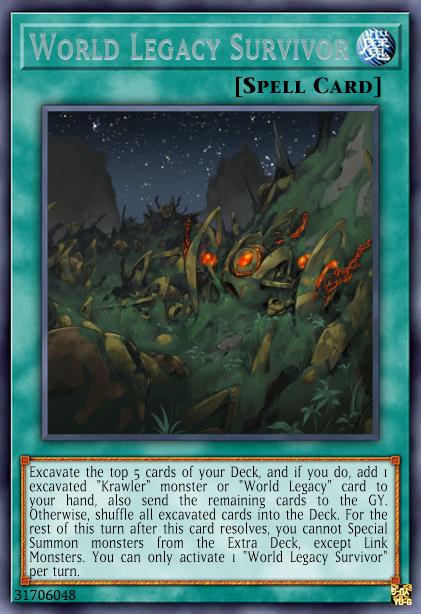 World Legacy Survivor 魔
[Spell Card]
Excavate the top 5 cards of your Deck, and if you do, add 1
excavated "Krawler" monster or "World Legacy" card to
your hand, also send the remaining cards to the GY.
Otherwise, shuffle all excavated cards into the Deck. For the
rest of this turn after this card resolves, you cannot Special
Summon monsters from the Extra Deck, except Link
Monsters. You can only activate 1 "World Legacy Survivor"
per turn.
31706048